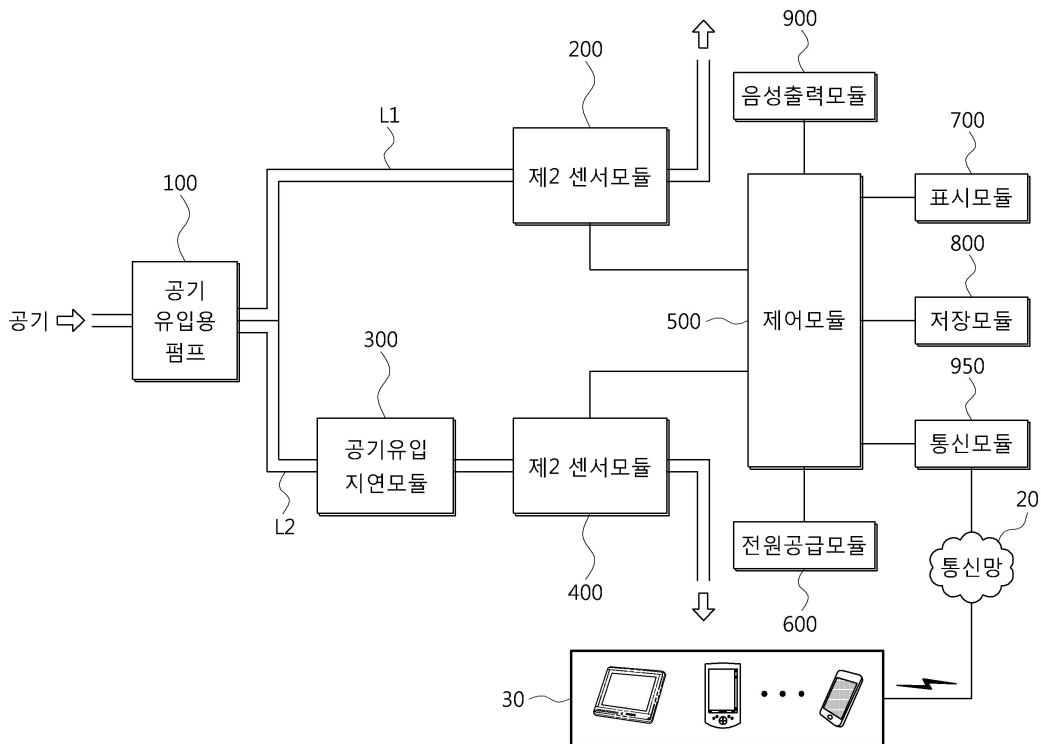 900
200
음성출력모듈
L1
700
제2 센서모듈
표시모듈
100
800
공기
유입용
펌프
공기
500
제어모듈
저장모듈
300
950
공기유입
지연모듈
제2 센서모듈
통신모듈
L2
20
전원공급모듈
통신망
400
600
30